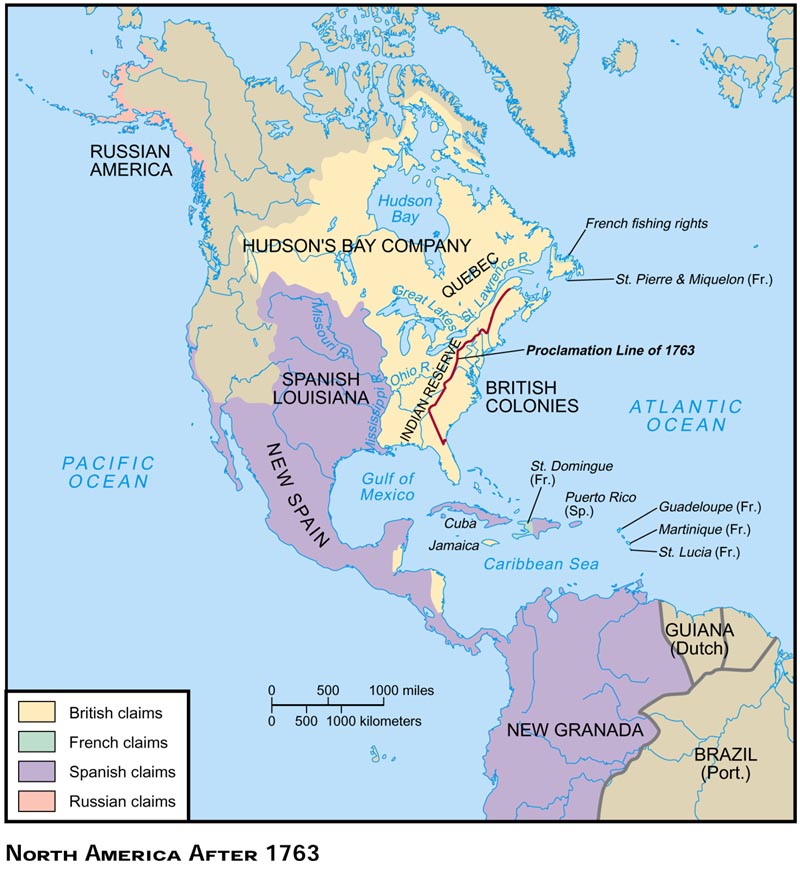 RUSSIAN
AMERICA
Hudson
Bay
HUDSON'S BAY COMPANY
QUEBEC
St. Lawrence R.
Great Lakes
French fishing rights
St. Pierre & Miquelon (Fr.)
Missouri R.
Proclamation Line of 1763
SPANISH
LOUISIANA
Ohio R.
INDIAN RESERVE
Mississippi R.
BRITISH
COLONIES
ATLANTIC
OCEAN
PACIFIC
OCEAN
NEW SPAIN
Gulf of
Mexico
St. Domingue
(Fr.)
Puerto Rico
(Sp.)
Guadeloupe (Fr.)
Martinique (Fr.)
St. Lucia (Fr.)
Cuba
Jamaica
Caribbean Sea
GUIANA
(Dutch)
NEW GRANADA
BRAZIL
(Port.)
0 500 1000 miles
0 500 1000 kilometers
British claims
French claims
Spanish claims
Russian claims
North America After 1763